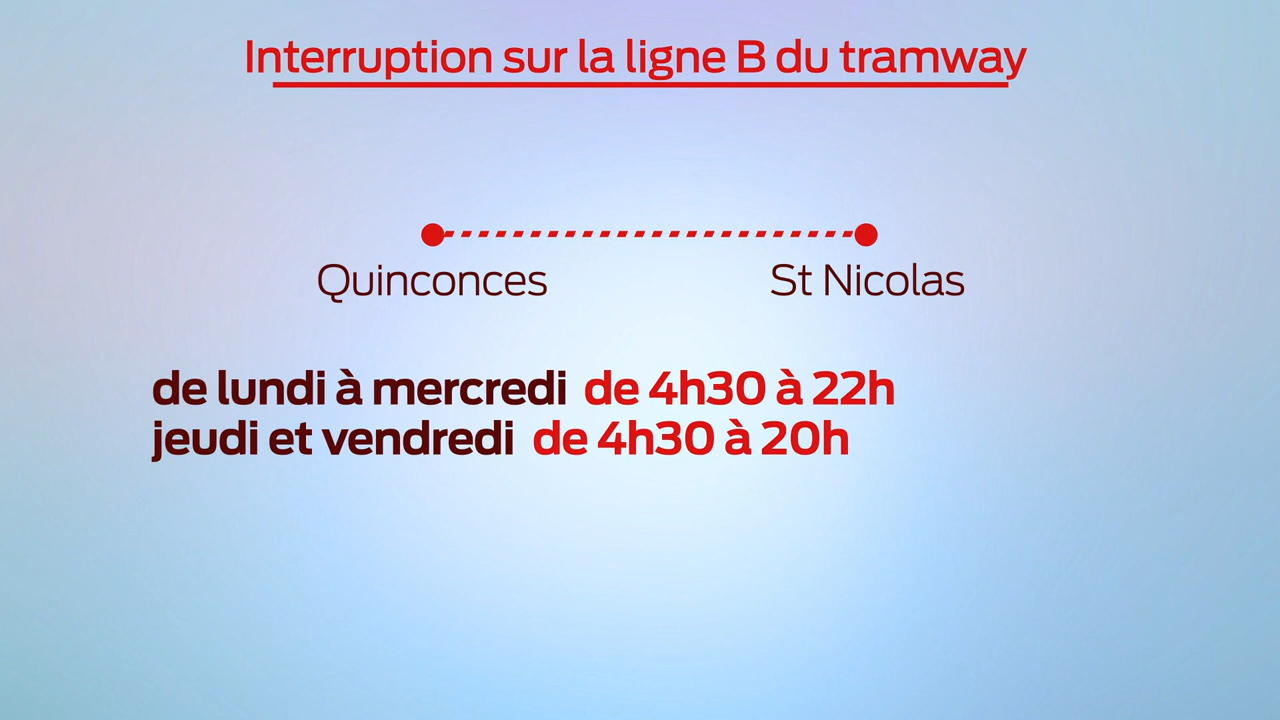 Interruption sur la ligne B du tramway
Quinconces St Nicolas
de lundi à mercredi de 4h30 à 22h
jeudi et vendredi de 4h30 à 20h